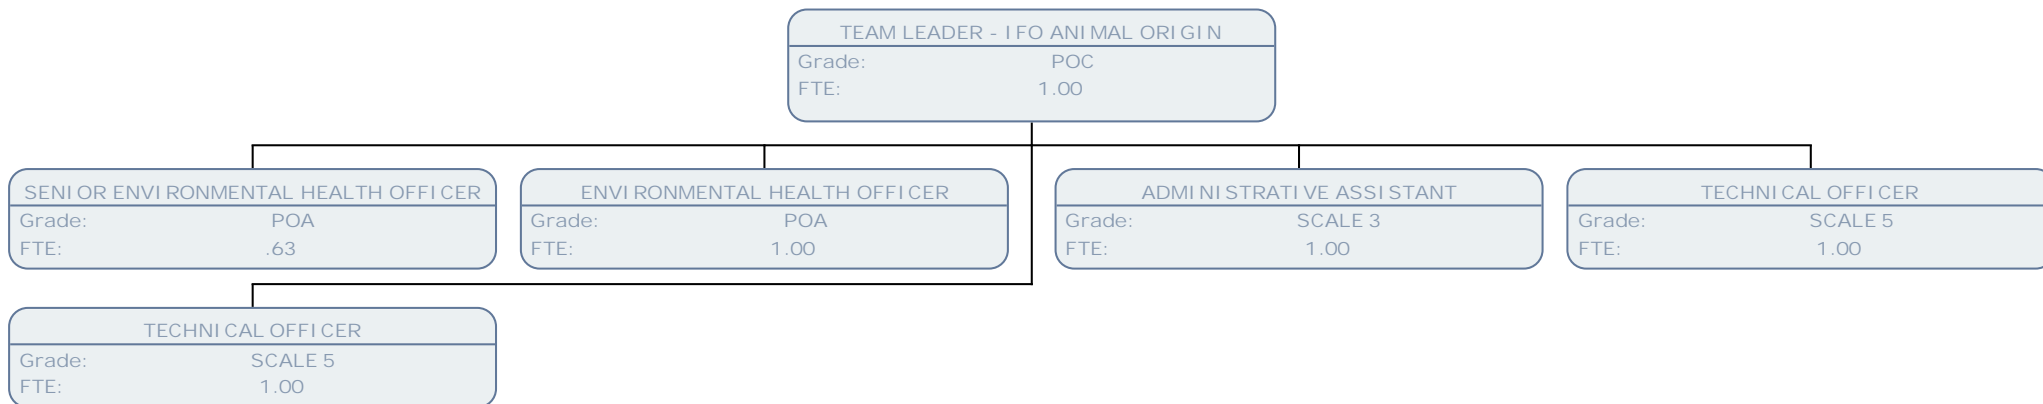 TEAM LEADER - IFO ANIMAL ORIGIN
Grade: POC
FTE: 1.00
SENIOR ENVIRONMENTAL HEALTH OFFICER
Grade: POA
FTE: .63
ENVIRONMENTAL HEALTH OFFICER
Grade: POA
FTE: 1.00
ADMINISTRATIVE ASSISTANT
Grade: SCALE 3
FTE: 1.00
TECHNICAL OFFICER
Grade: SCALE 5
FTE: 1.00
TECHNICAL OFFICER
Grade: SCALE 5
FTE: 1.00